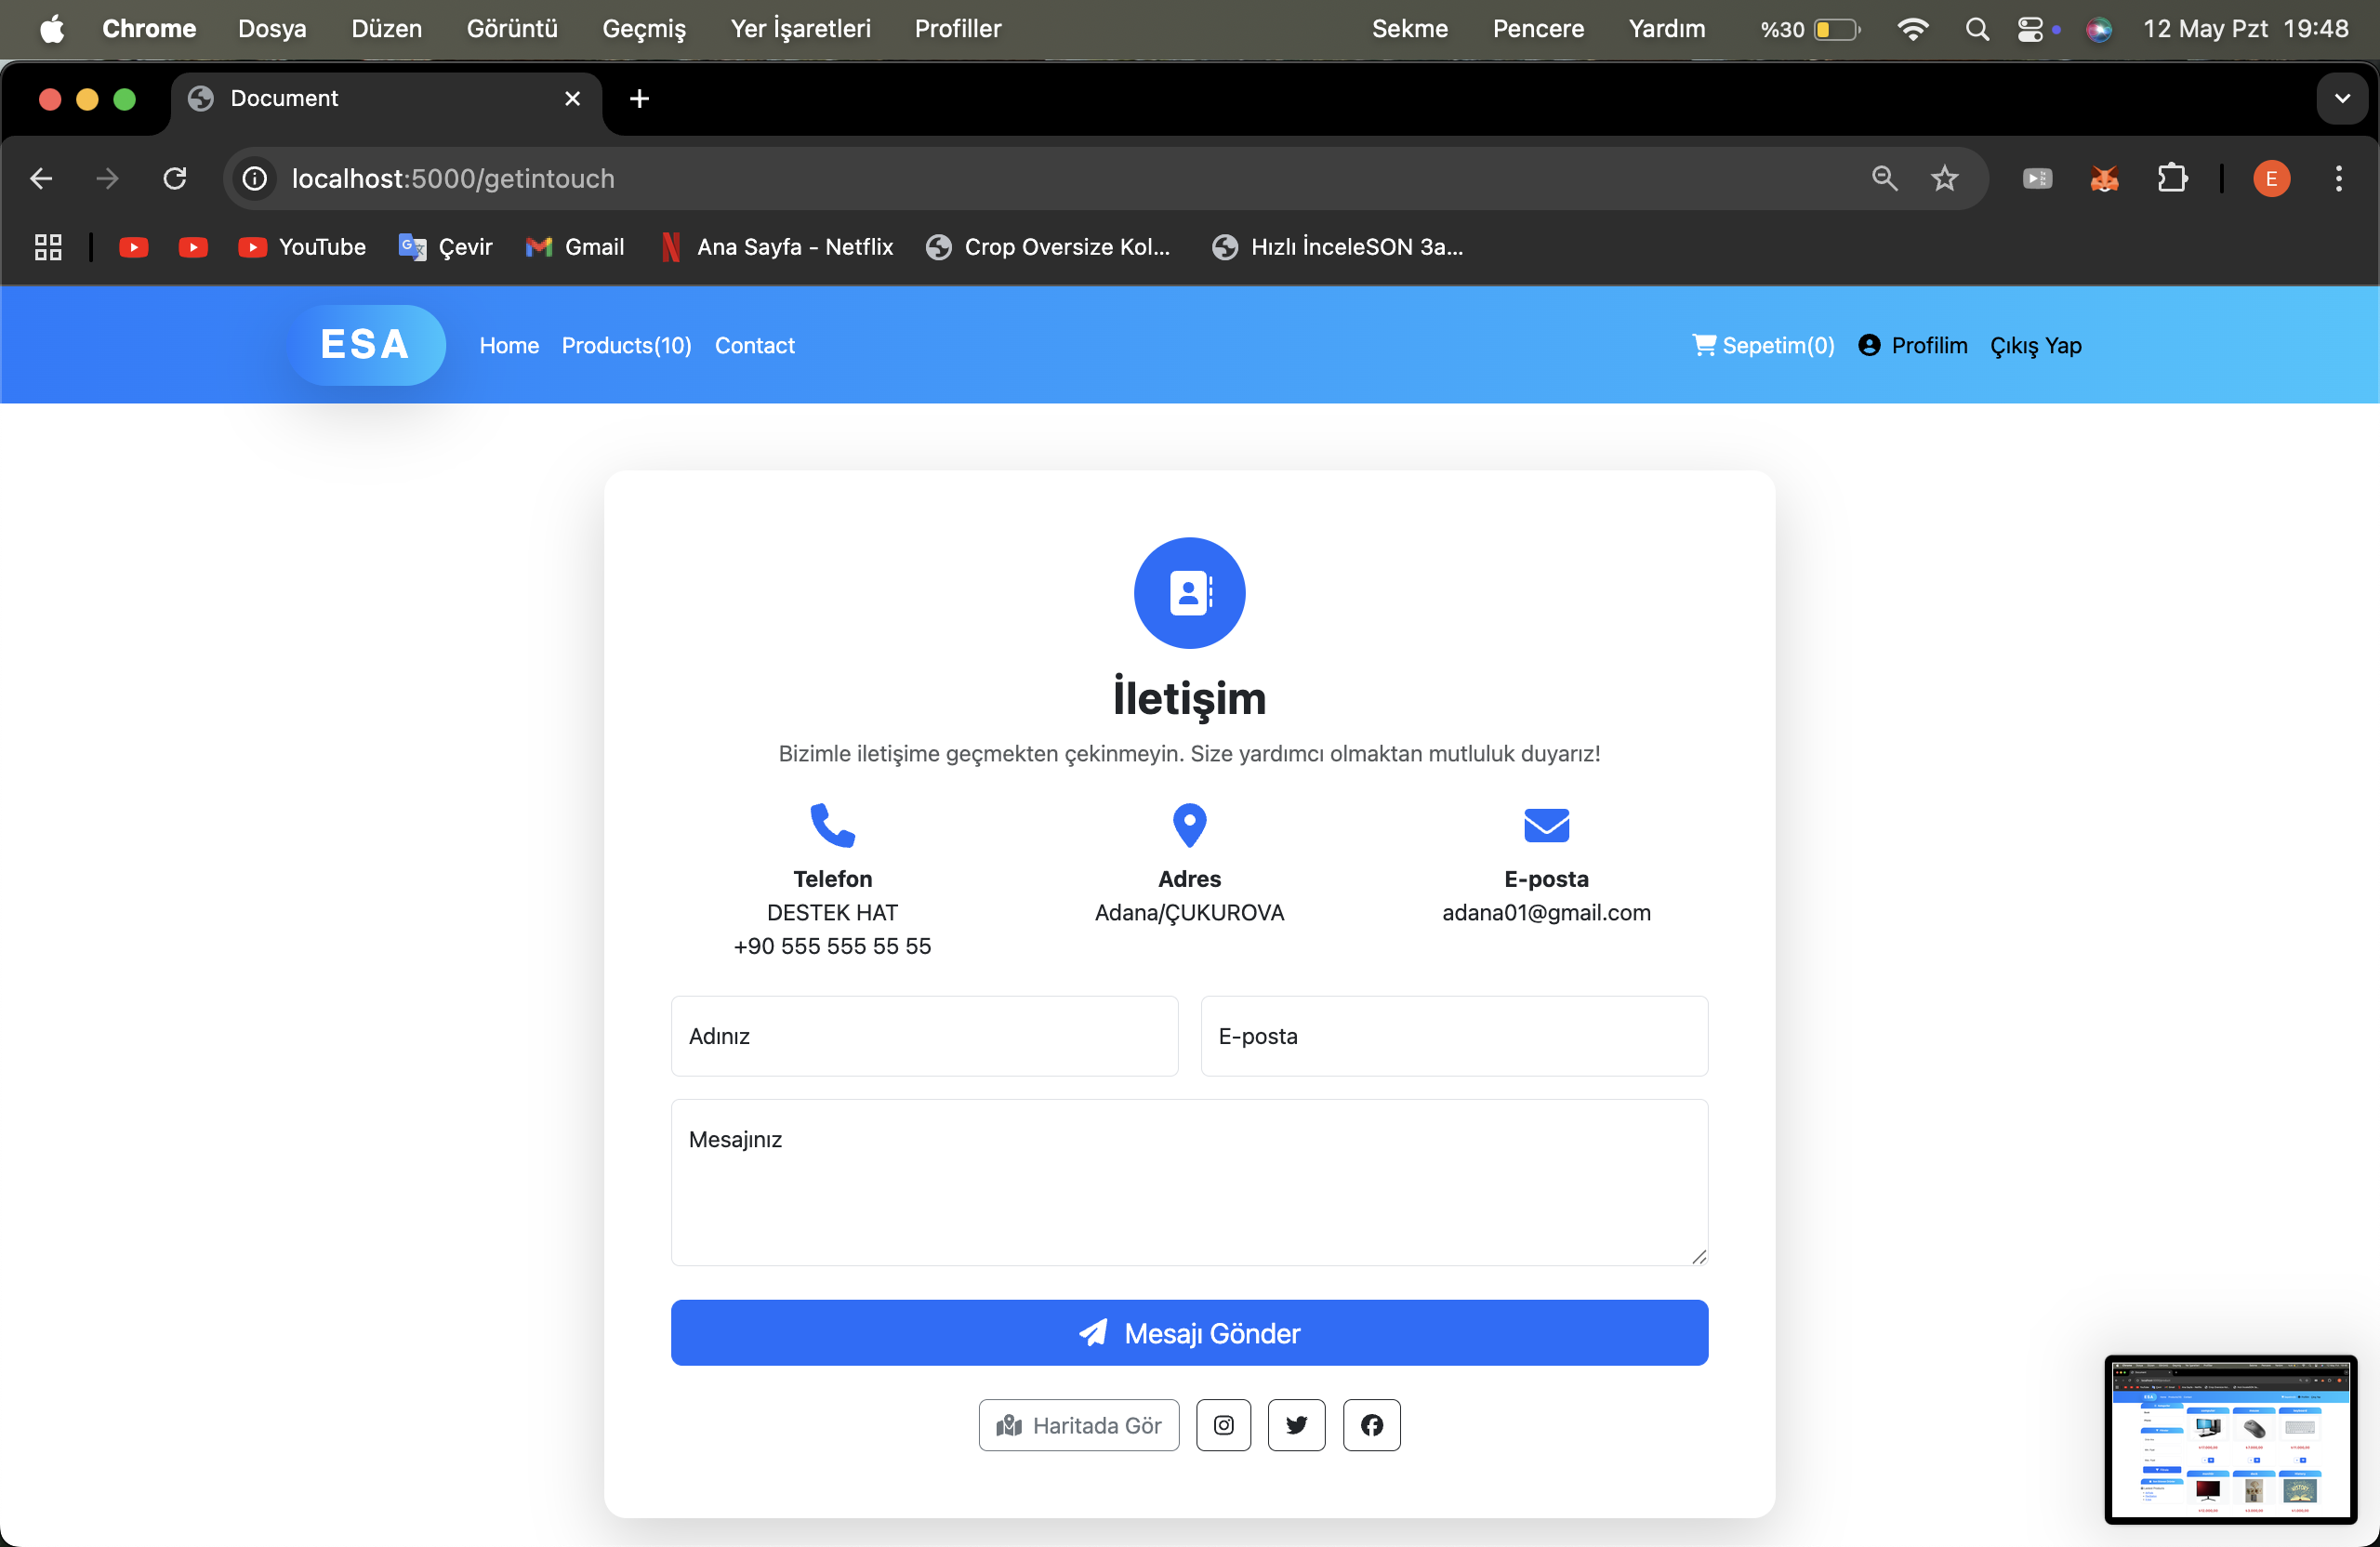 Chrome Dosya Düzen Görüntü Geçmiş Yer İşaretleri Profiller Sekme Pencere Yardım %30 12 May Pzt 19:48
Document
localhost:5000/getintouch E
YouTube Çevir Gmail Ana Sayfa - Netflix Crop Oversize Kol... Hızlı İnceleSON 3a...
ESA Home Products(10) Contact Sepetim(0) Profilim Çıkış Yap
İletişim
Bizimle iletişime geçmekten çekinmeyin. Size yardımcı olmaktan mutluluk duyarız!
Telefon Adres E-posta
DESTEK HAT Adana/ÇUKUROVA adana01@gmail.com
+90 555 555 55 55
Adınız E-posta
Mesajınız
Mesajı Gönder
Haritada Gör